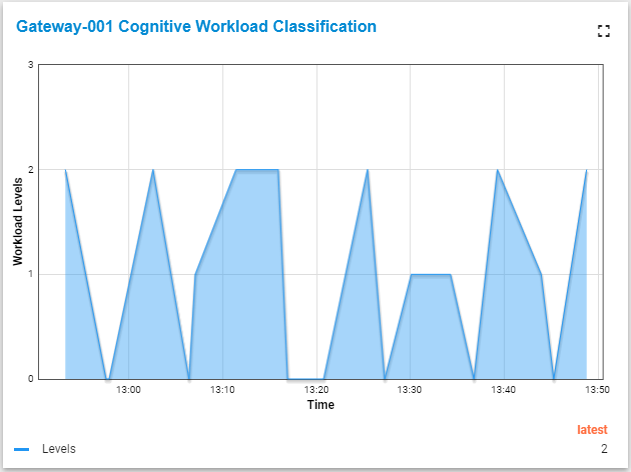 Gateway-001 Cognitive Workload Classification
3
2
1
0
Workload Levels
13:00 13:10 13:20 13:30 13:40 13:50
Time
latest
Levels 2